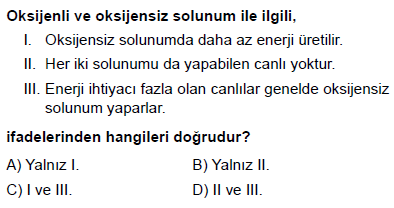 Oksijenli ve oksijensiz solunum ile ilgili,
I. Oksijensiz solunumda daha az enerji üretilir.
II. Her iki solunumu da yapabilen canlı yoktur.
III. Enerji ihtiyacı fazla olan canlılar genelde oksijensiz
solunum yaparlar.
ifadelerinden hangileri doğrudur?
A) Yalnız I. B) Yalnız II.
C) I ve III. D) II ve III.